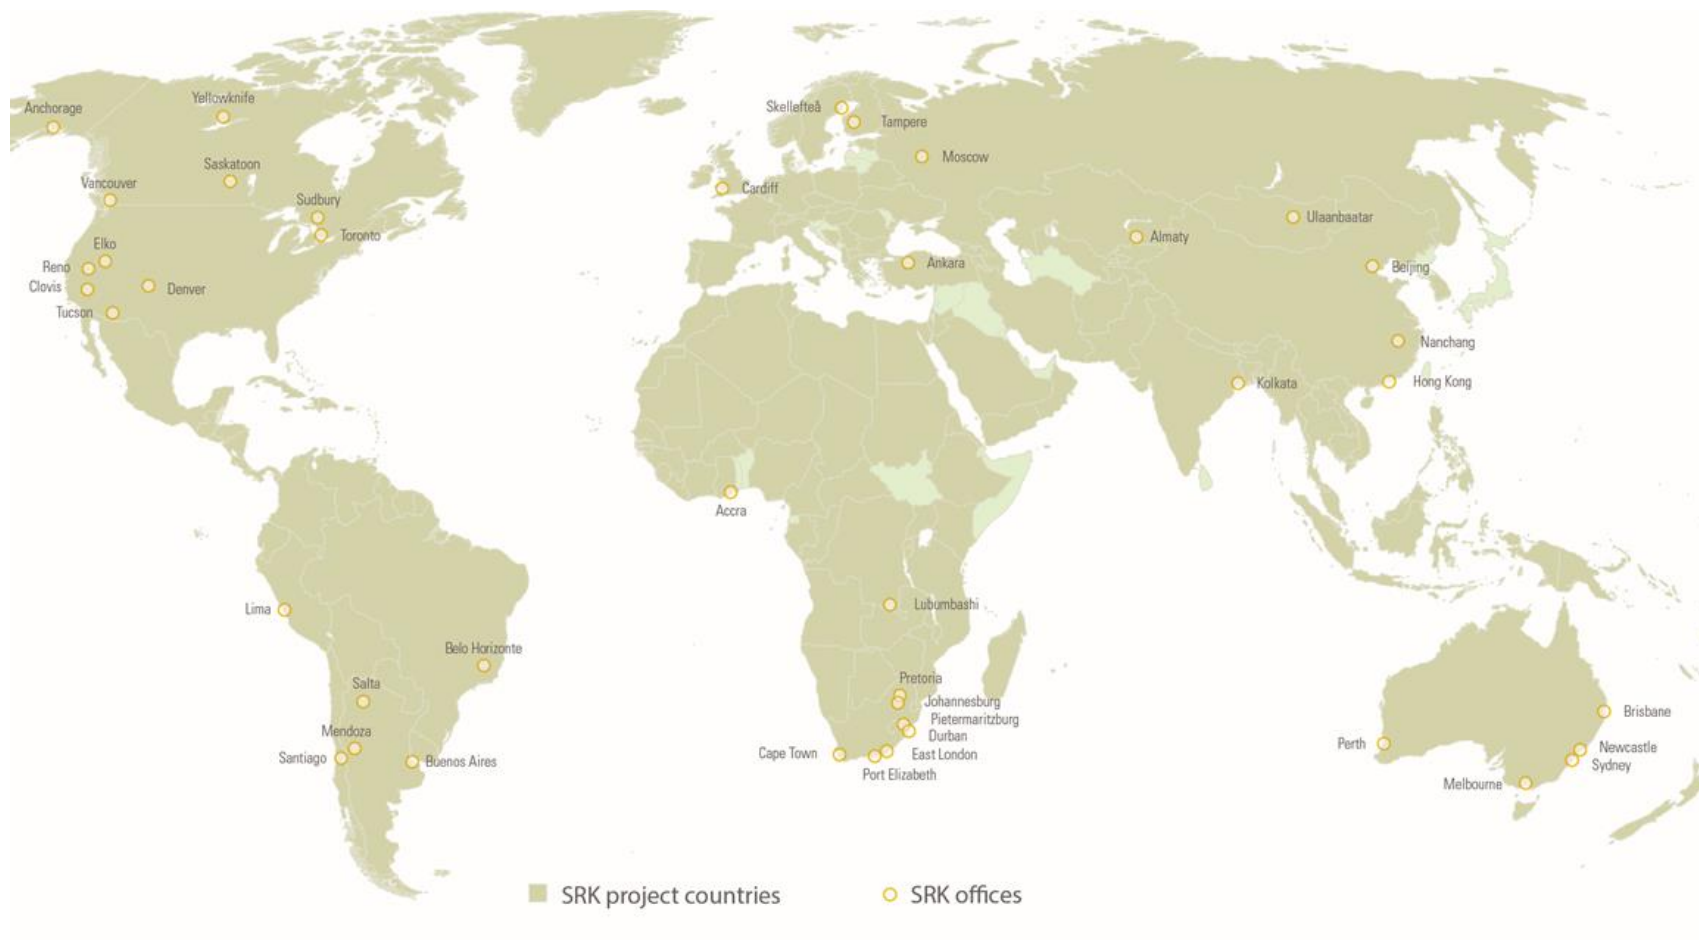 Anchorage
Yellowknife
Saskatoon
Vancouver
Sudbury
Toronto
Elko
Reno
Clovis
Denver
Tucson
Lima
Belo Horizonte
Salta
Mendoza
Santiago
Buenos Aires
Skellefteå
Tampere
Moscow
Cardiff
Ankara
Ulaanbaatar
Almaty
Beijing
Nanchang
Kolkata
Hong Kong
Accra
Lubumbashi
Pretoria
Johannesburg
Pietermaritzburg
Durban
Cape Town
East London
Port Elizabeth
Brisbane
Perth
Newcastle
Sydney
Melbourne
SRK project countries
SRK offices